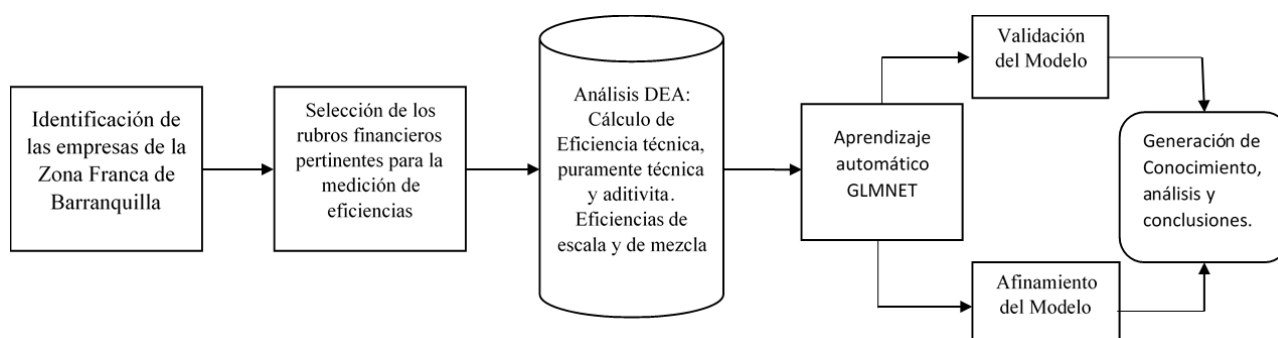 Identificación de
las empresas de la
Zona Franca de
Barranquilla
Selección de los
rubros financieros
pertinentes para la
medición de
eficiencias
Análisis DEA:
Cálculo de
Eficiencia técnica,
puramente técnica
y aditivita.
Eficiencias de
escala y de mezcla
Aprendizaje
automático
GLMNET
Validación
del Modelo
Afinamiento
del Modelo
Generación de
Conocimiento,
análisis y
conclusiones.